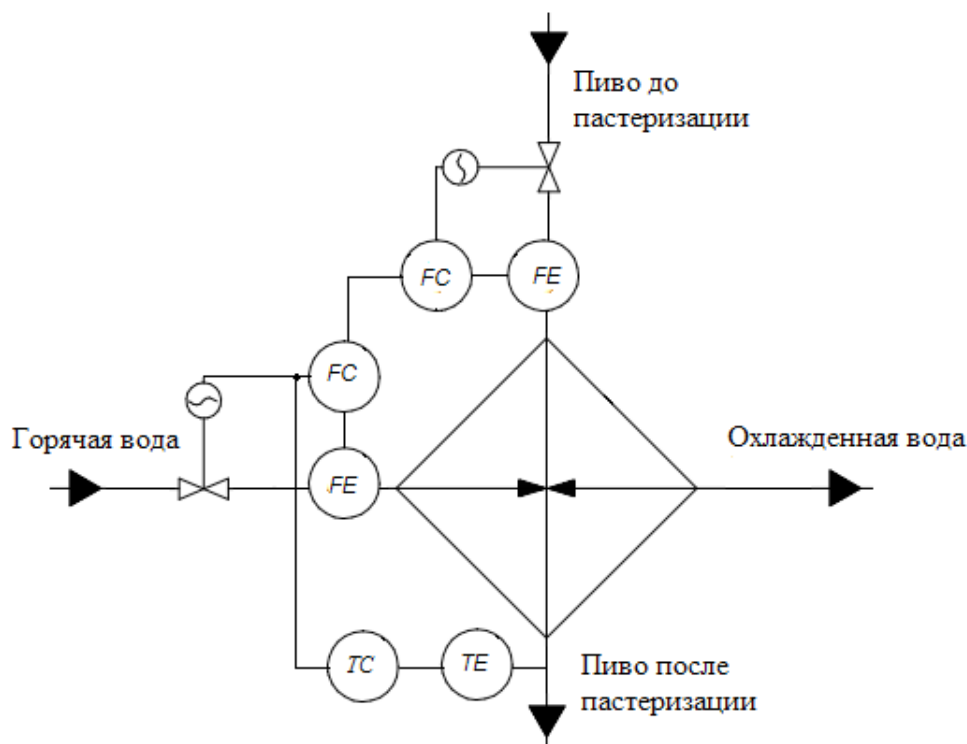 Пиво до
пастеризации
FC
FE
FC
Горячая вода
Охлажденная вода
FE
TC
TE
Пиво после
пастеризации